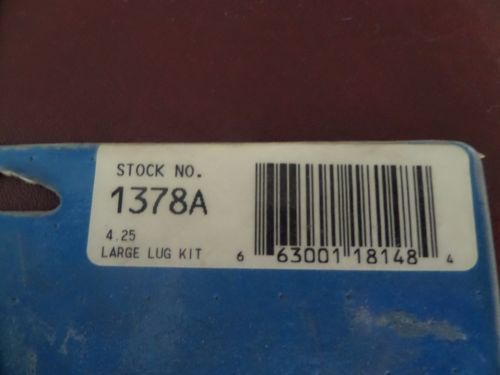 STOCK NO.
1378A
4.25
LARGE LUG KIT
6 63001 18148 4